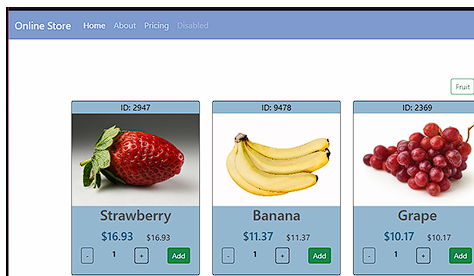 Online Store Home About Pricing Disabled
Fruit
ID: 2947 ID: 9478 ID: 2369
Strawberry Banana Grape
$16.93 $16.93 $11.37 $11.37 $10.17 $10.17
- 1 + Add - 1 + Add - 1 + Add